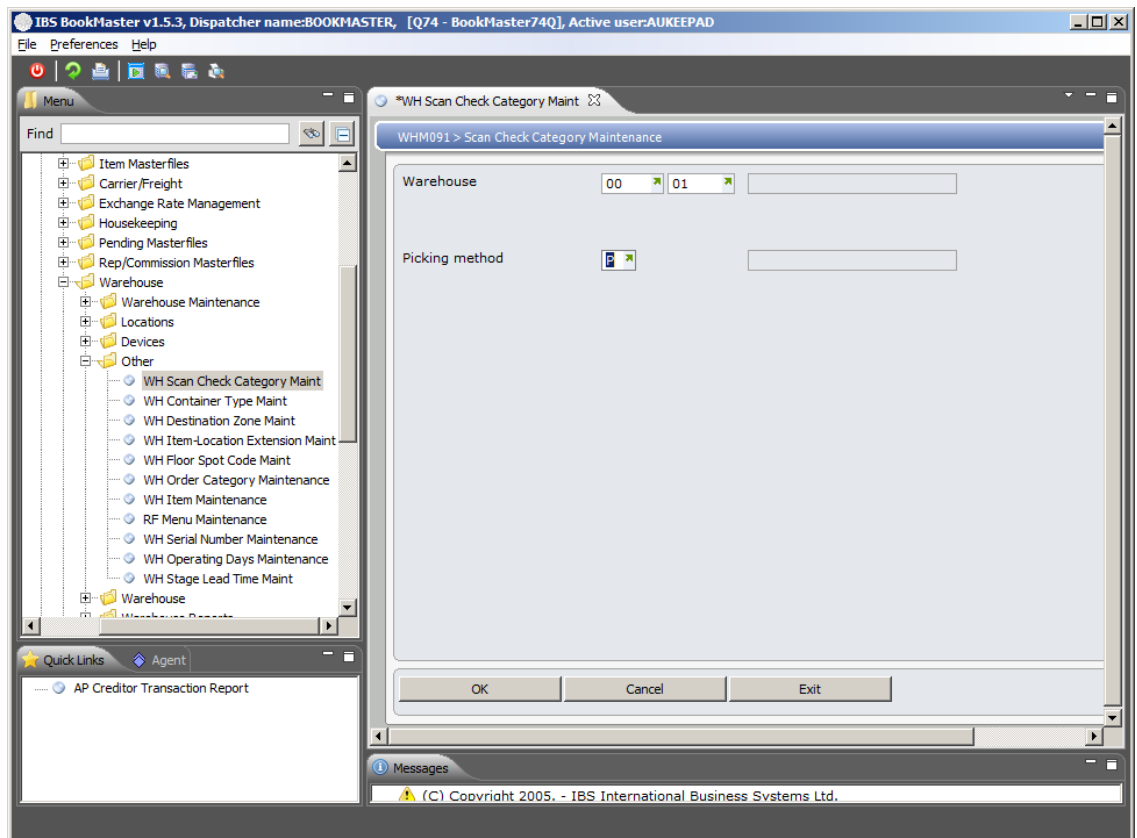 IBS BookMaster v1.5.3, Dispatcher name:BOOKMASTER, [Q74 - BookMaster74Q], Active user:AUKEEPAD
File Preferences Help
Menu
Find
Item Masterfiles
Carrier/Freight
Exchange Rate Management
Housekeeping
Pending Masterfiles
Rep/Commission Masterfiles
Warehouse
Warehouse Maintenance
Locations
Devices
Other
WH Scan Check Category Maint
WH Container Type Maint
WH Destination Zone Maint
WH Item-Location Extension Maint
WH Floor Spot Code Maint
WH Order Category Maintenance
WH Item Maintenance
RF Menu Maintenance
WH Serial Number Maintenance
WH Operating Days Maintenance
WH Stage Lead Time Maint
Warehouse
Warehouse Reports
Quick Links Agent
AP Creditor Transaction Report
*WH Scan Check Category Maint
WHM091 > Scan Check Category Maintenance
Warehouse 00 01
Picking method P
OK Cancel Exit
Messages
(C) Copyright 2005. - IBS International Business Systems Ltd.